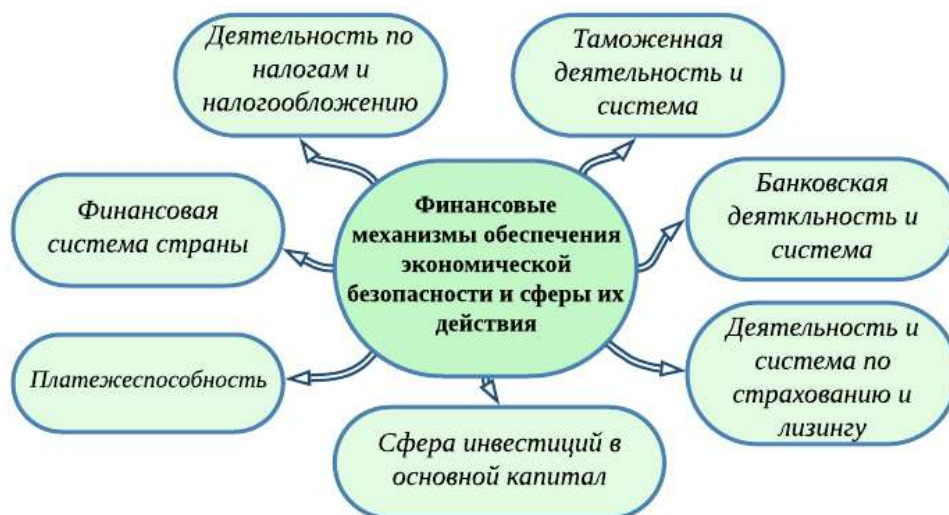 Деятельность по
налогам и
налогообложению
Таможенная
деятельность и
система
Финансовая
система страны
Финансовые
механизмы обеспечения
экономической
безопасности и сферы их
действия
Банковская
деяткльность и
система
Платежеспособность
Деятельность и
система по
страхованию и
лизингу
Сфера инвестиций в
основной капитал